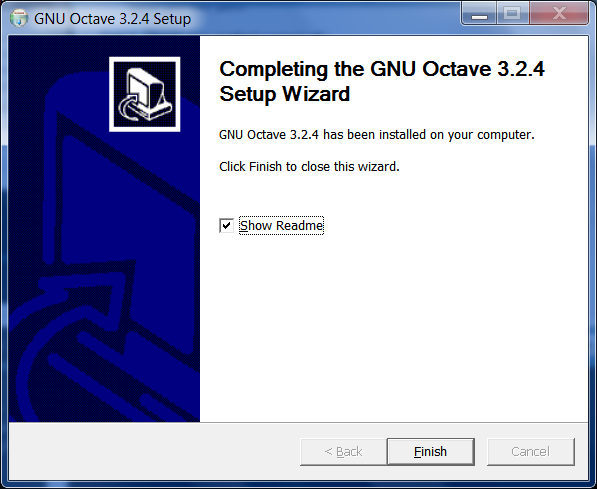 GNU Octave 3.2.4 Setup
Completing the GNU Octave 3.2.4
Setup Wizard
GNU Octave 3.2.4 has been installed on your computer.
Click Finish to close this wizard.
Show Readme
< Back Finish Cancel